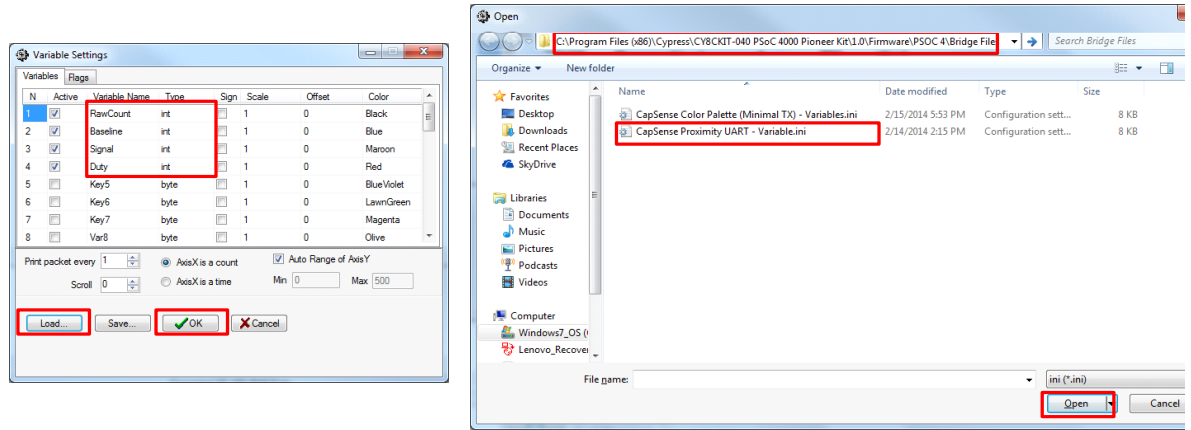 Variable Settings
Variables Flags
N Active Variable Name Type Sign Scale Offset Color
1 RawCount int 1 0 Black
2 Baseline int 1 0 Blue
3 Signal int 1 0 Maroon
4 Duty int 1 0 Red
5 Key5 byte 1 0 BlueViolet
6 Key6 byte 1 0 LawnGreen
7 Key7 byte 1 0 Magenta
8 Var8 byte 1 0 Olive
Print packet every 1 AxisX is a count Auto Range of AxisY
Scroll 0 AxisX is a time Min 0 Max 500
Load... Save... OK Cancel
Open
C:\Program Files (x86)\Cypress\CY8CKIT-040 PSoC 4000 Pioneer Kit\1.0\Firmware\PSOC 4\Bridge File Search Bridge Files
Organize New folder
Name Date modified Type Size
Favorites
Desktop
Downloads
Recent Places
SkyDrive
Libraries
Documents
Music
Pictures
Podcasts
Videos
Computer
Windows7_OS (
Lenovo_Recove
CapSense Color Palette (Minimal TX) - Variables.ini 2/15/2014 5:53 PM Configuration sett... 8 KB
CapSense Proximity UART - Variable.ini 2/14/2014 2:15 PM Configuration sett... 8 KB
File name: ini (*.ini)
Open Cancel